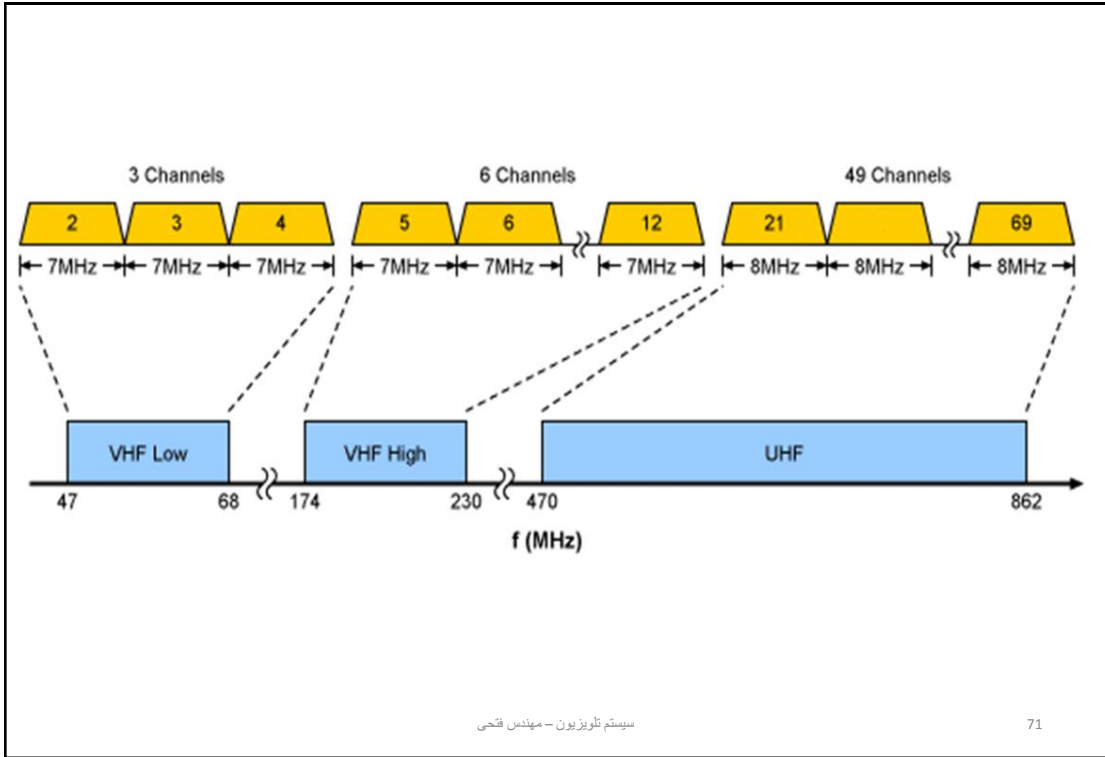 3 Channels 6 Channels 49 Channels
2 3 4 5 6 12 21 69
7MHz 7MHz 7MHz 7MHz 7MHz 7MHz 8MHz 8MHz 8MHz
VHF Low VHF High UHF
47 68 174 230 470 862
f (MHz)
سیستم تلویزیون – مهندس فتحی 71